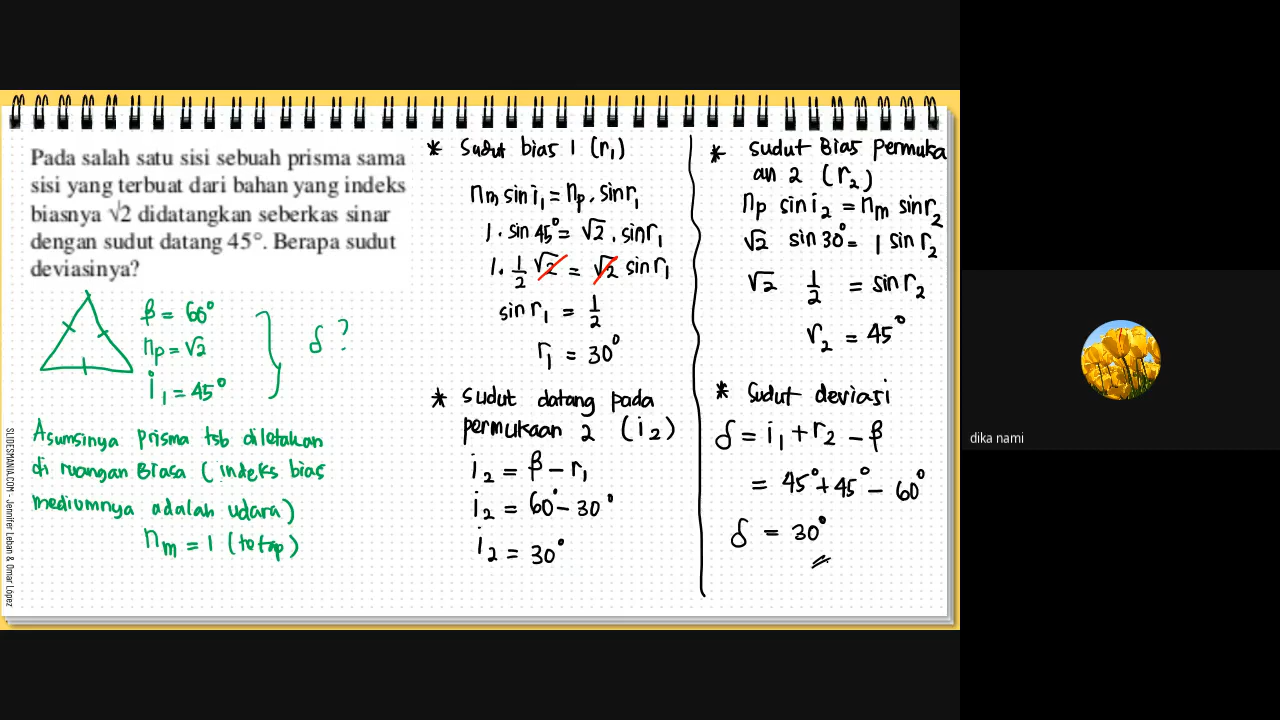 Pada salah satu sisi sebuah prisma sama
sisi yang terbuat dari bahan yang indeks
biasnya √2 didatangkan seberkas sinar
dengan sudut datang 45°. Berapa sudut
deviasinya?
β = 60°
np = √2
i1 = 45°
δ ?
Asumsinya prisma tsb diletakan
di ruangan Biasa (indeks bias
mediumnya adalah udara)
nm = 1 (tetap)
* Sudut bias 1 (r1)
nm sin i1 = np . sin r1
1 . sin 45° = √2 . sin r1
1 . 1/2 √2 = √2 sin r1
sin r1 = 1/2
r1 = 30°
* Sudut datang pada
permukaan 2 (i2)
i2 = β − r1
i2 = 60° − 30°
i2 = 30°
* Sudut Bias Permuka
an 2 (r2)
np sin i2 = nm sin r2
√2 sin 30° = 1 sin r2
√2 1/2 = sin r2
r2 = 45°
* Sudut deviasi
δ = i1 + r2 − β
= 45° + 45° − 60°
δ = 30°
SLIDESMANIA.COM - Jennifer Leban & Omar López
dika nami